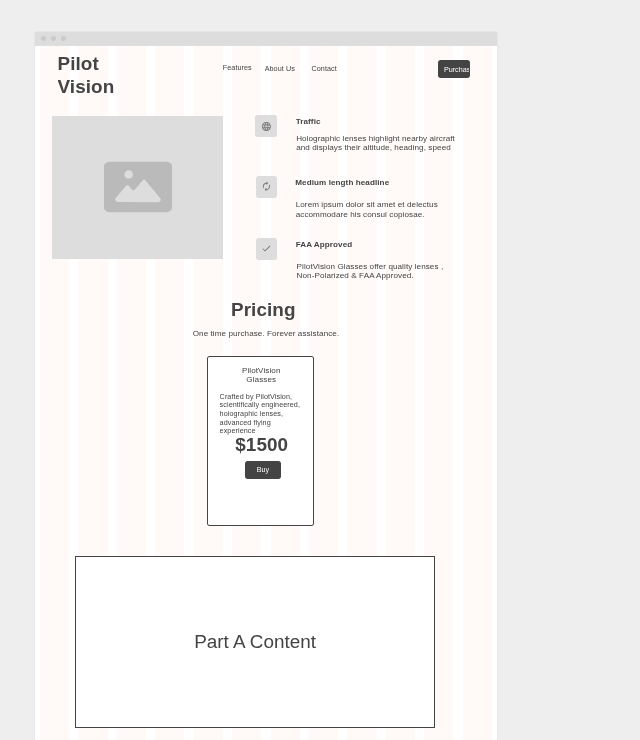 Pilot
Vision
Features
About Us
Contact
Purchas
Traffic
Holographic lenses highlight nearby aircraft
and displays their altitude, heading, speed
Medium length headline
Lorem ipsum dolor sit amet et delectus
accommodare his consul copiosae.
FAA Approved
PilotVision Glasses offer quality lenses ,
Non-Polarized & FAA Approved.
Pricing
One time purchase. Forever assistance.
PilotVision
Glasses
Crafted by PilotVision,
scientifically engineered,
holographic lenses,
advanced flying
experience
$1500
Buy
Part A Content